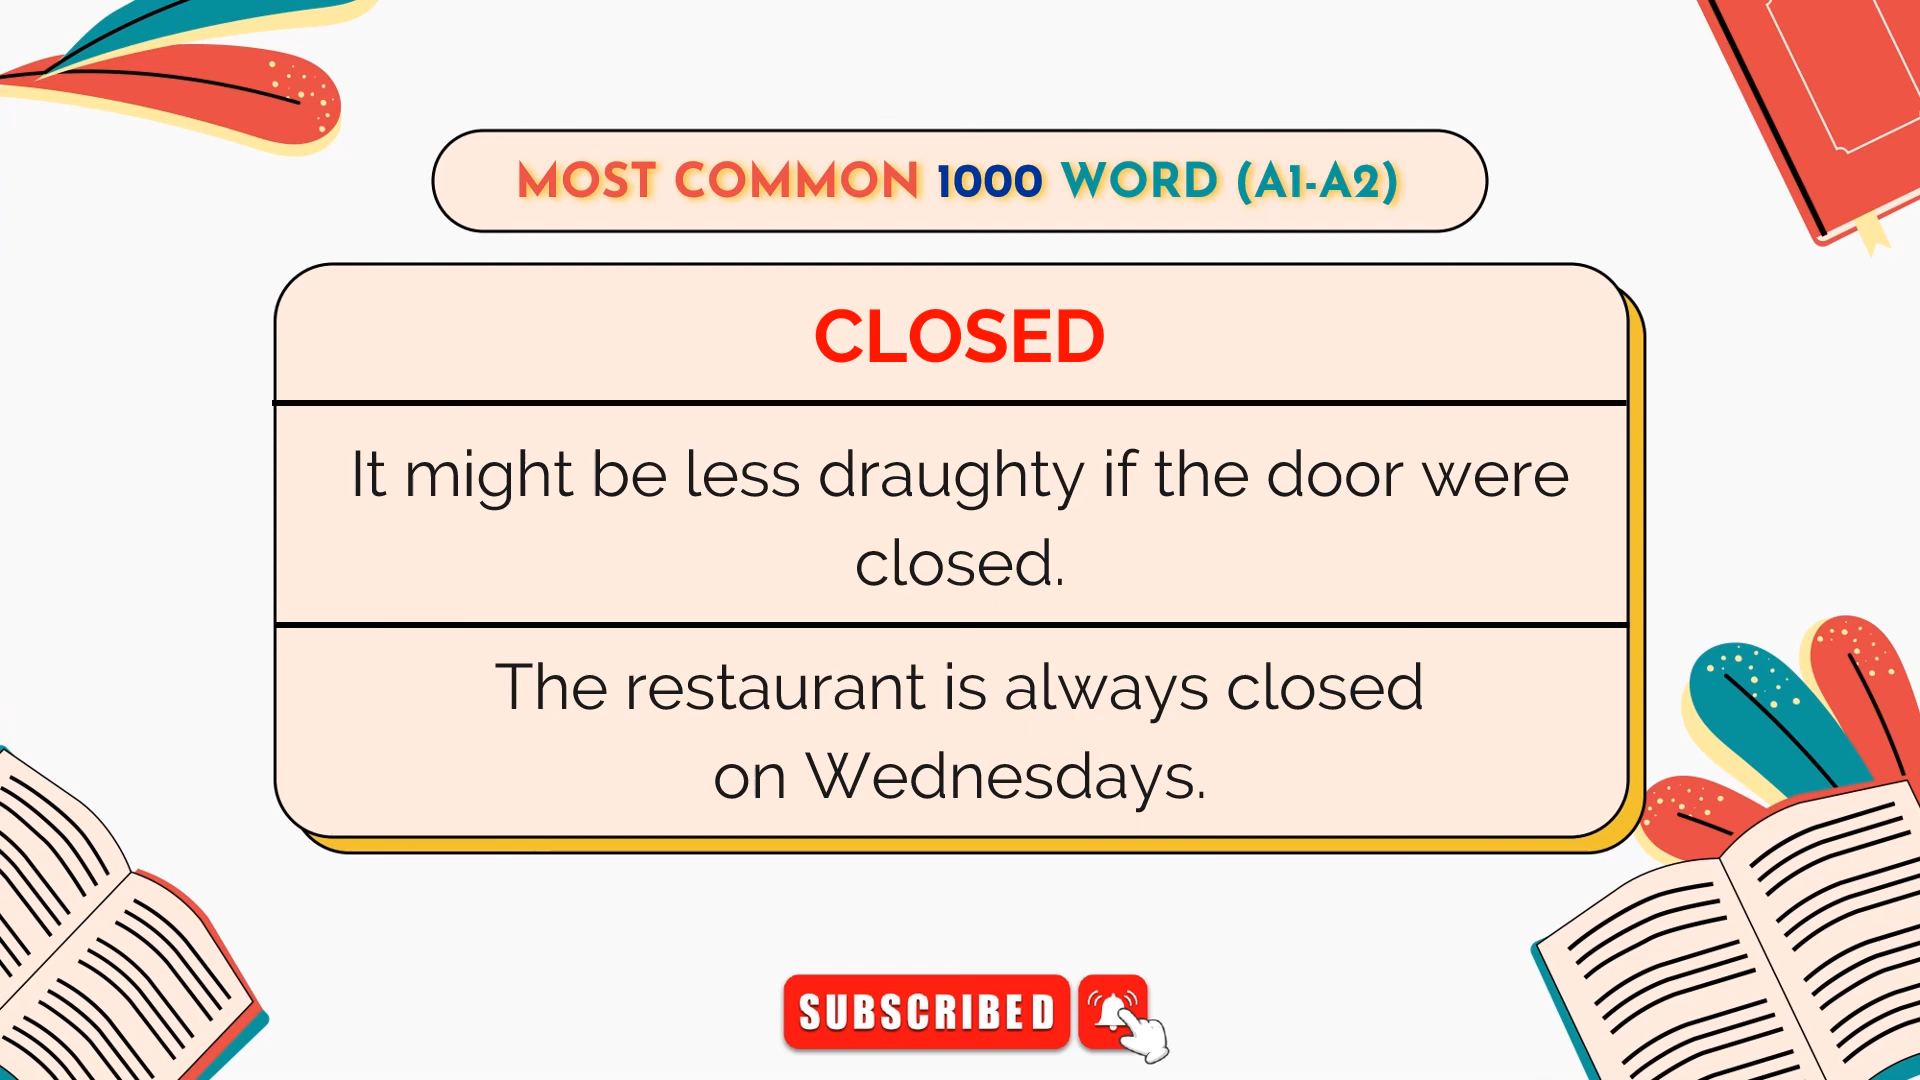 MOST COMMON 1000 WORD (A1-A2)
CLOSED
It might be less draughty if the door were
closed.
The restaurant is always closed
on Wednesdays.
SUBSCRIBED